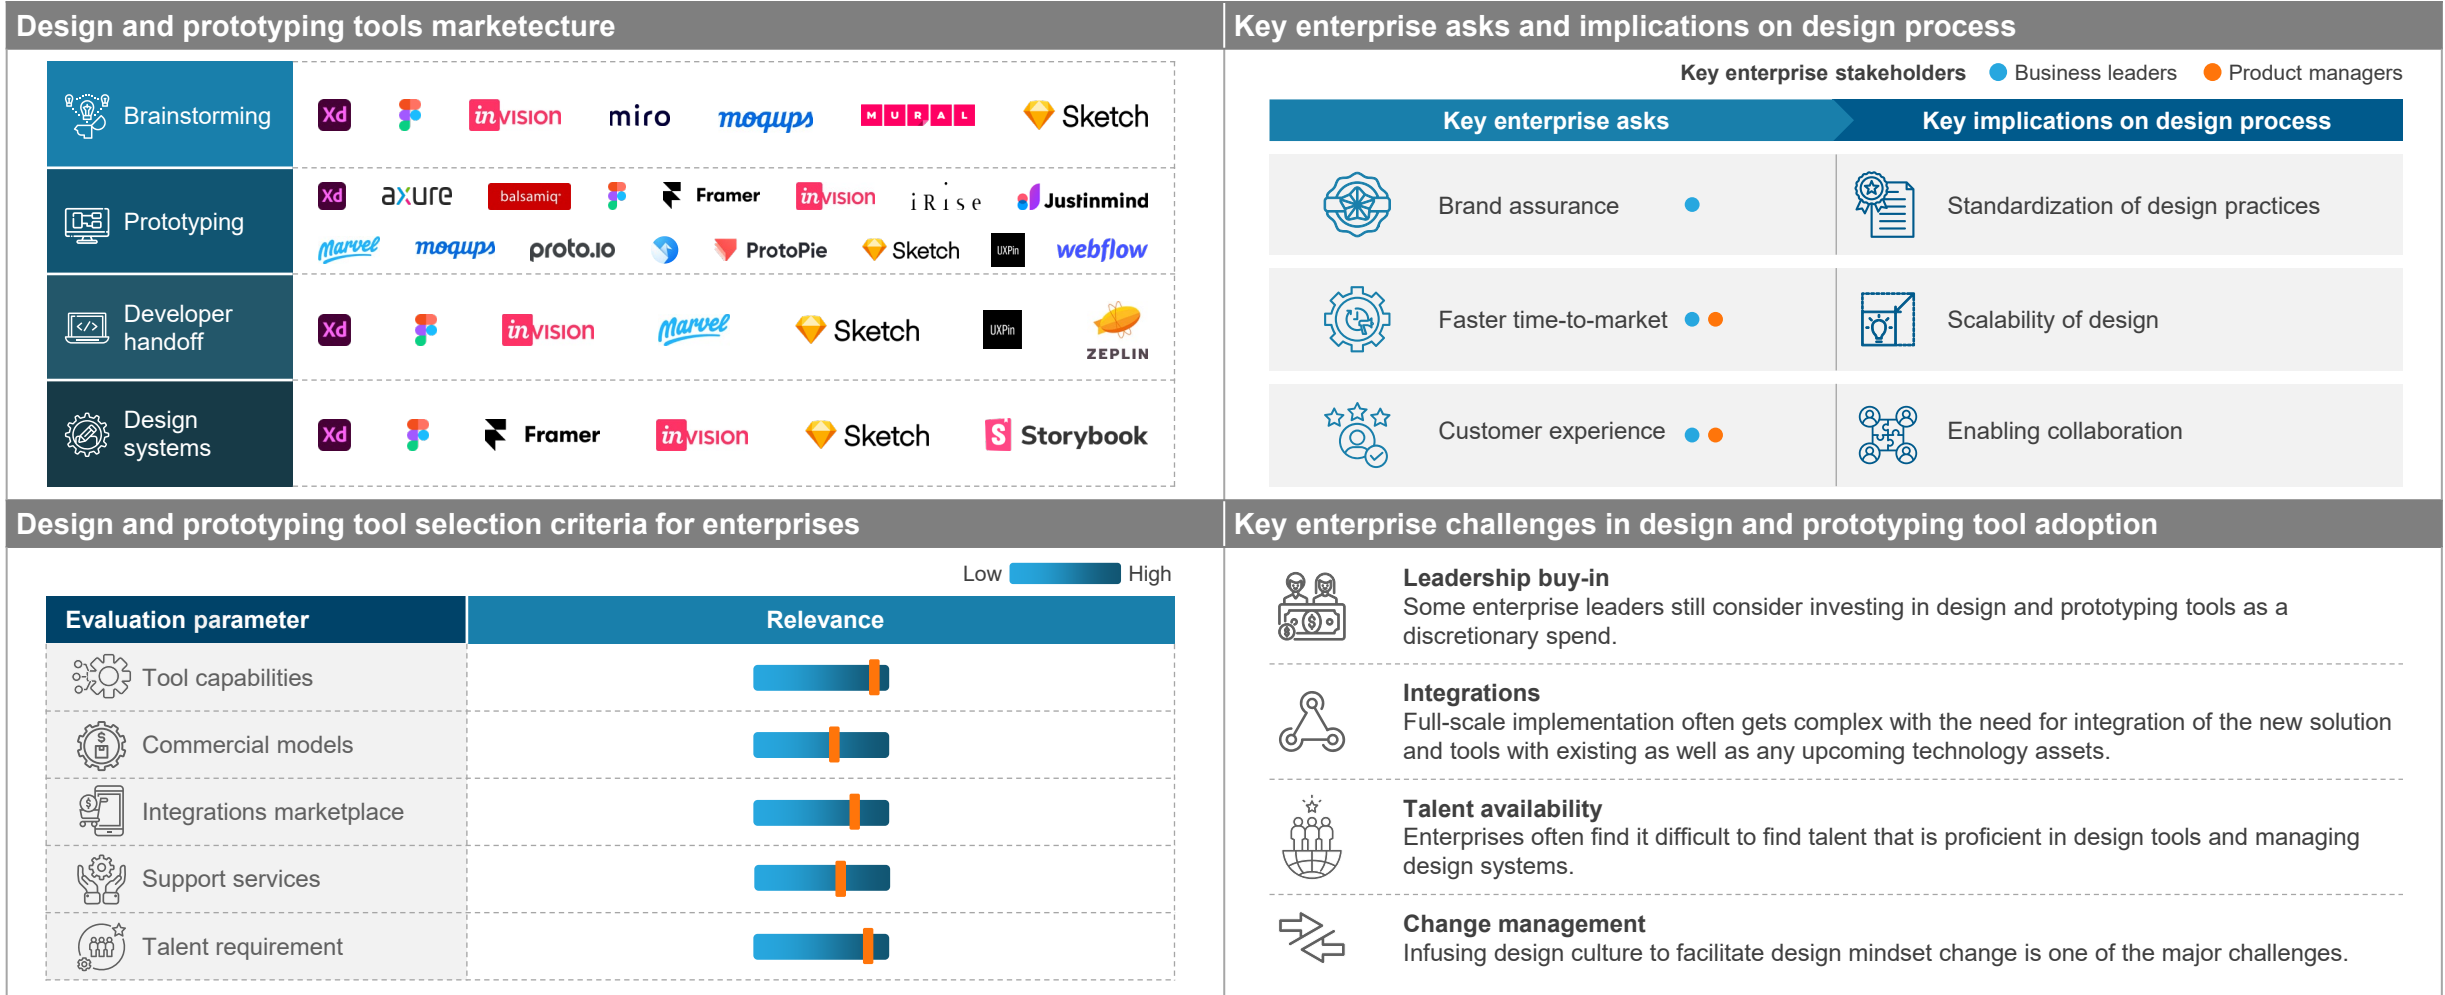 Design and prototyping tools marketecture
Brainstorming
Xd
invision
miro
moqups
MURAL
Sketch
Prototyping
Xd
axure
balsamiq
Framer
invision
iRise
Justinmind
Marvel
moqups
proto.io
ProtoPie
Sketch
UXPin
webflow
Developer
handoff
Xd
invision
Marvel
Sketch
UXPin
ZEPLIN
Design
systems
Xd
Framer
invision
Sketch
S Storybook
Key enterprise asks and implications on design process
Key enterprise stakeholders Business leaders Product managers
Key enterprise asks
Key implications on design process
Brand assurance
Standardization of design practices
Faster time-to-market
Scalability of design
Customer experience
Enabling collaboration
Design and prototyping tool selection criteria for enterprises
Low High
Evaluation parameter
Relevance
Tool capabilities
Commercial models
Integrations marketplace
Support services
Talent requirement
Key enterprise challenges in design and prototyping tool adoption
Leadership buy-in
Some enterprise leaders still consider investing in design and prototyping tools as a
discretionary spend.
Integrations
Full-scale implementation often gets complex with the need for integration of the new solution
and tools with existing as well as any upcoming technology assets.
Talent availability
Enterprises often find it difficult to find talent that is proficient in design tools and managing
design systems.
Change management
Infusing design culture to facilitate design mindset change is one of the major challenges.